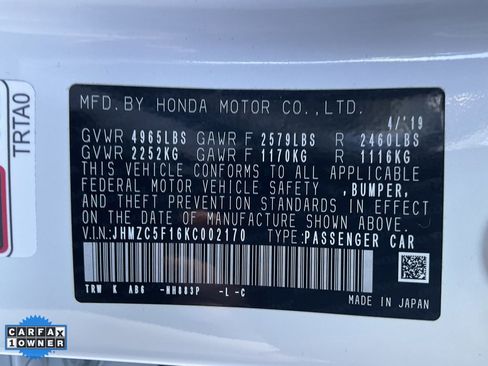 MFD. BY HONDA MOTOR CO., LTD.
4/'19
GVWR 4965LBS GAWR F 2579LBS R 2460LBS
GVWR 2252KG GAWR F 1170KG R 1116KG
THIS VEHICLE CONFORMS TO ALL APPLICABLE
FEDERAL MOTOR VEHICLE SAFETY ,BUMPER,
AND THEFT PREVENTION STANDARDS IN EFFECT
ON THE DATE OF MANUFACTURE SHOWN ABOVE.
V.I.N.:JHMZC5F16KC002170 TYPE:PASSENGER CAR
TRW K AB6 -NH883P -L -C
MADE IN JAPAN
TRTA0
CARFAX
1 OWNER